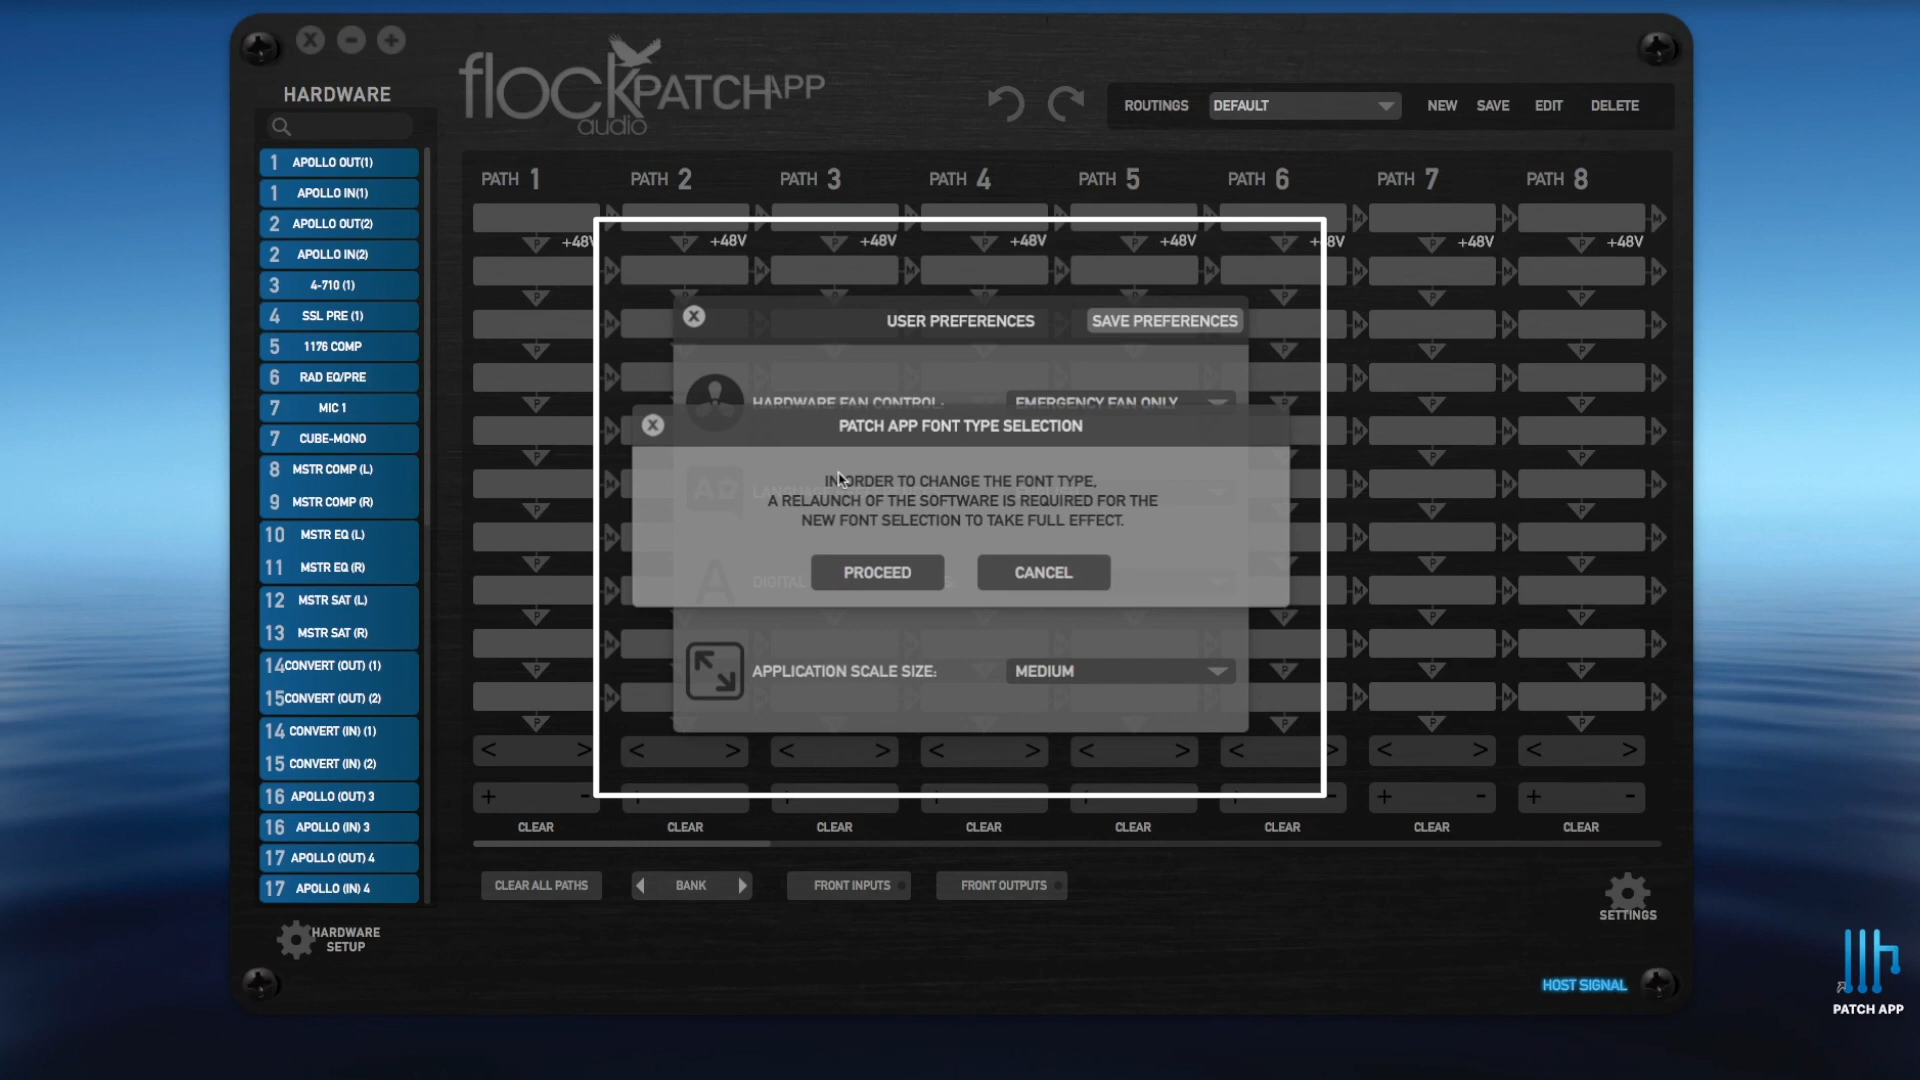 HARDWARE
flock
audio
PATCH APP
ROUTINGS
DEFAULT
NEW
SAVE
EDIT
DELETE
1 APOLLO OUT(1)
1 APOLLO IN(1)
2 APOLLO OUT(2)
2 APOLLO IN(2)
3 4-710 (1)
4 SSL PRE (1)
5 1176 COMP
6 RAD EQ/PRE
7 MIC 1
7 CUBE-MONO
8 MSTR COMP (L)
9 MSTR COMP (R)
10 MSTR EQ (L)
11 MSTR EQ (R)
12 MSTR SAT (L)
13 MSTR SAT (R)
14 CONVERT (OUT) (1)
15 CONVERT (OUT) (2)
14 CONVERT (IN) (1)
15 CONVERT (IN) (2)
16 APOLLO (OUT) 3
16 APOLLO (IN) 3
17 APOLLO (OUT) 4
17 APOLLO (IN) 4
HARDWARE
SETUP
PATH 1
PATH 2
PATH 3
PATH 4
PATH 5
PATH 6
PATH 7
PATH 8
+48V
+48V
+48V
+48V
+48V
+48V
+48V
+48V
USER PREFERENCES
SAVE PREFERENCES
HARDWARE FAN CONTROL:
EMERGENCY FAN ONLY
PATCH APP FONT TYPE SELECTION
IN ORDER TO CHANGE THE FONT TYPE,
A RELAUNCH OF THE SOFTWARE IS REQUIRED FOR THE
NEW FONT SELECTION TO TAKE FULL EFFECT.
PROCEED
CANCEL
DIGITAL
APPLICATION SCALE SIZE:
MEDIUM
CLEAR
CLEAR
CLEAR
CLEAR
CLEAR
CLEAR
CLEAR
CLEAR
CLEAR ALL PATHS
BANK
FRONT INPUTS
FRONT OUTPUTS
SETTINGS
HOST SIGNAL
PATCH APP